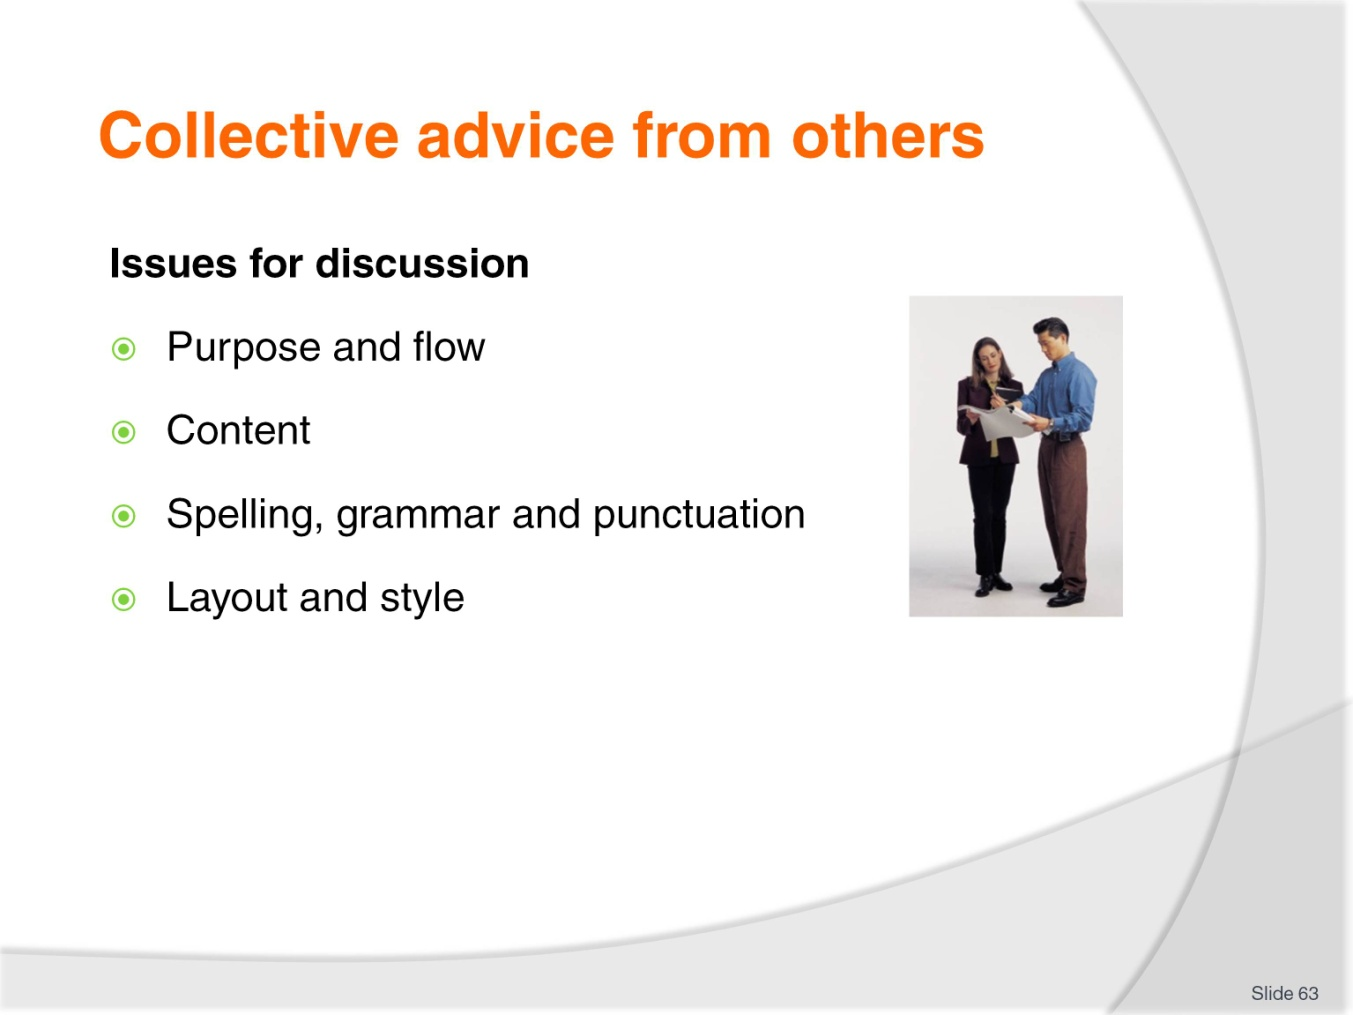 Collective advice from others
Issues for discussion
Purpose and flow
Content
Spelling, grammar and punctuation
Layout and style
Slide 63